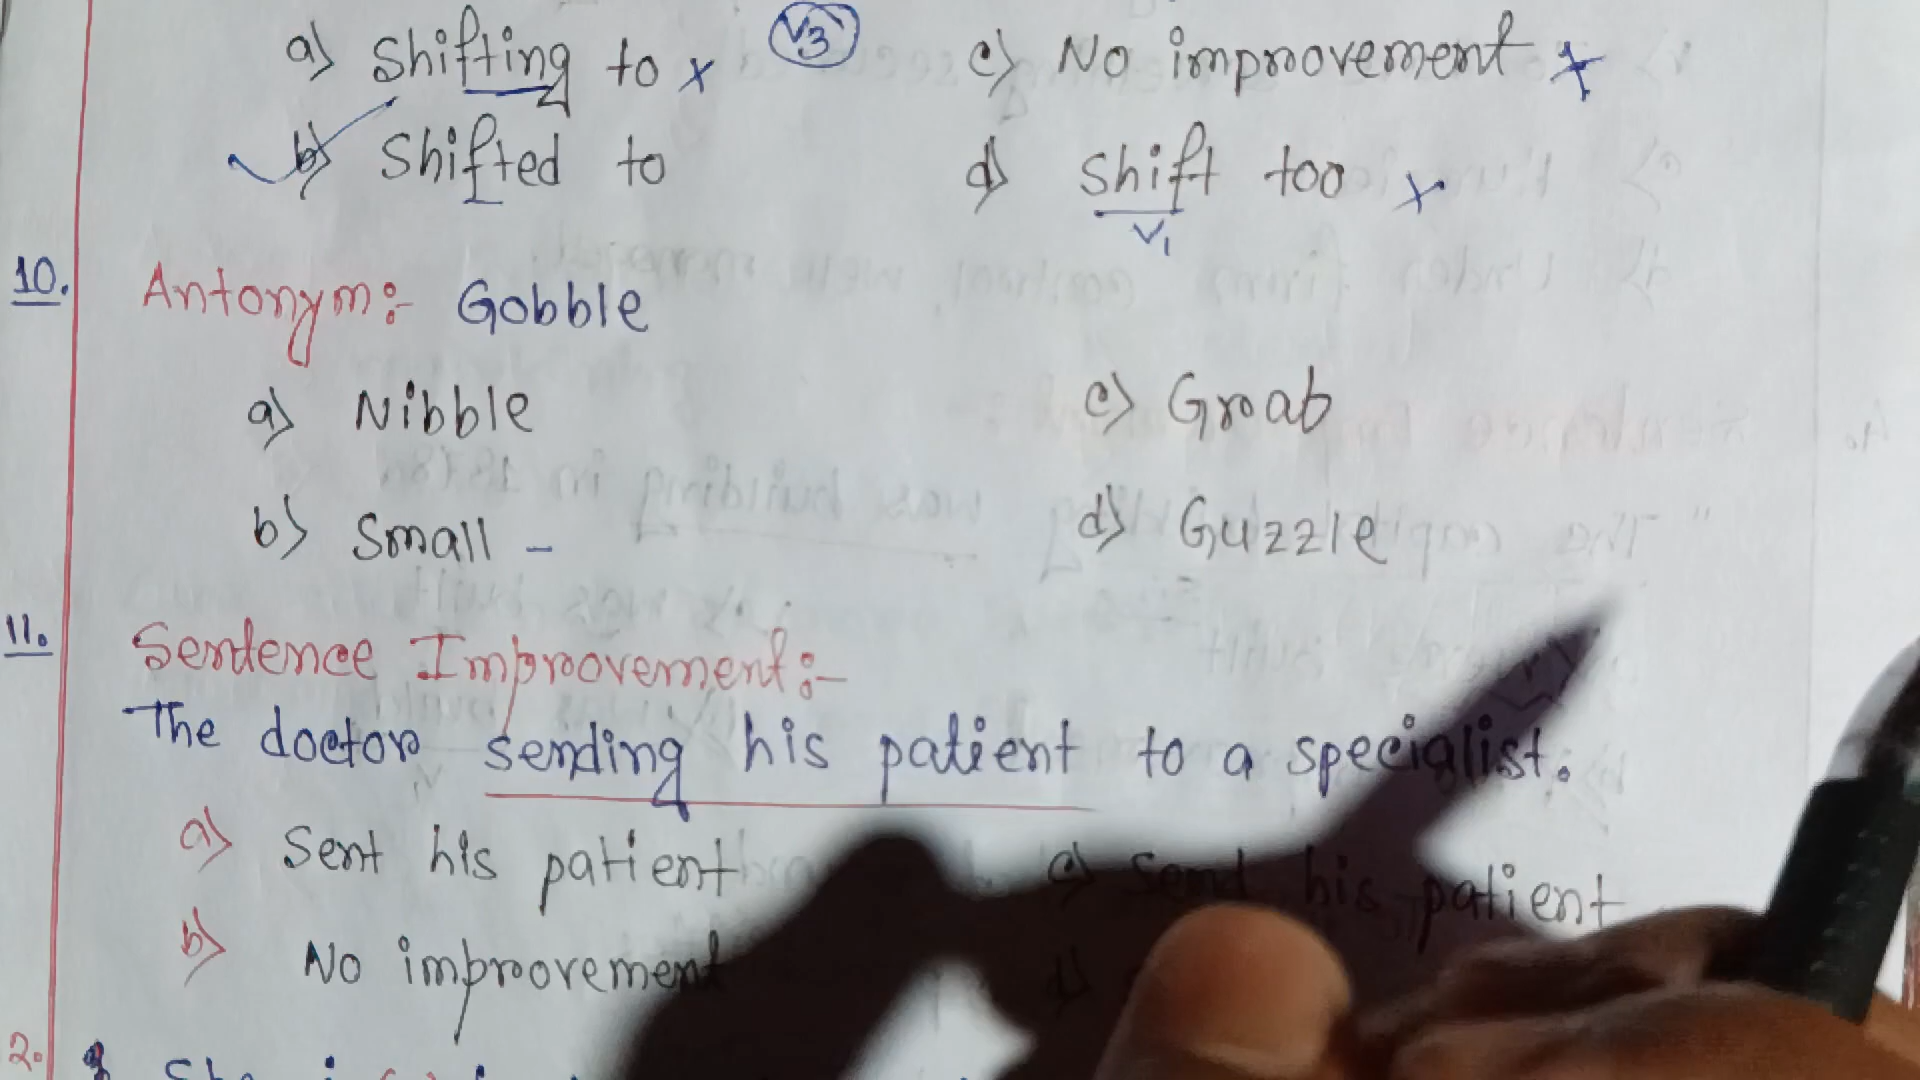 a) Shifting to x (V3) c) No improvement x
b) Shifted to d) Shift too x
V1
10. Antonym:- Gobble
a) Nibble c) Grab
b) Small - d) Guzzle
11. Sentence Improvement:-
The doctor sending his patient to a specialist.
a) Sent his patient c) Send his patient
b) No improvement d)
2.